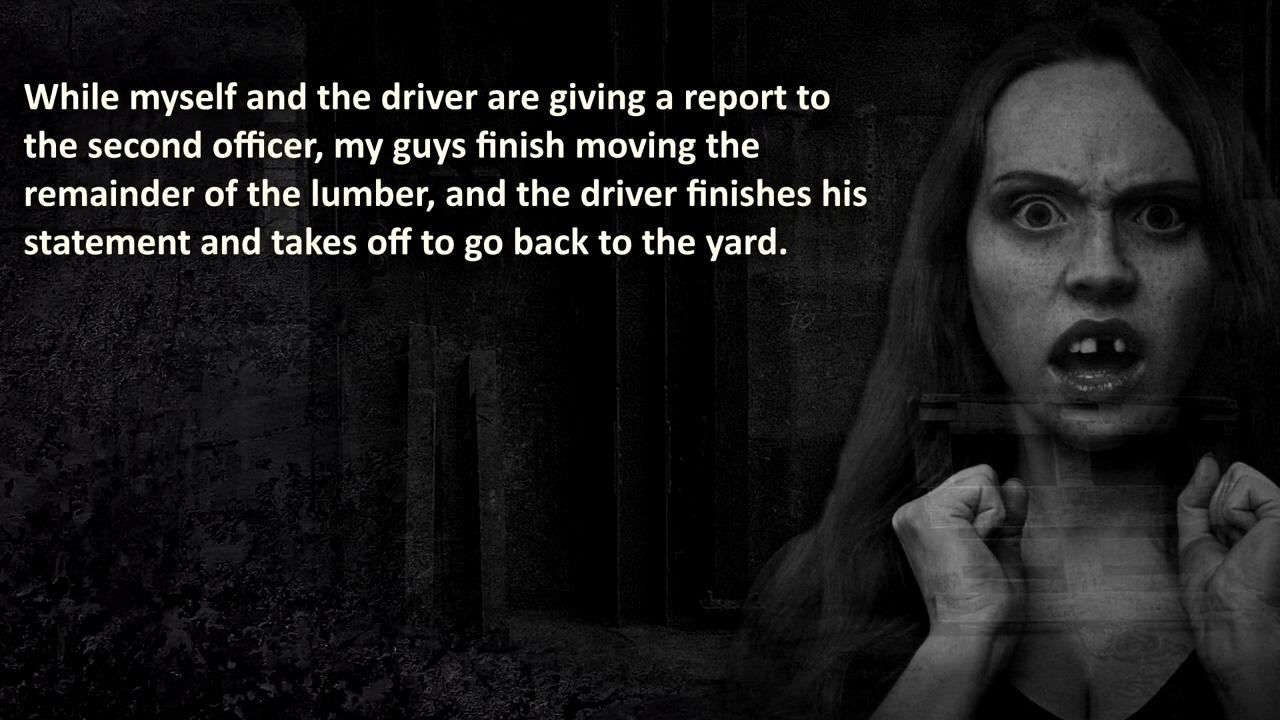 While myself and the driver are giving a report to
the second officer, my guys finish moving the
remainder of the lumber, and the driver finishes his
statement and takes off to go back to the yard.
76